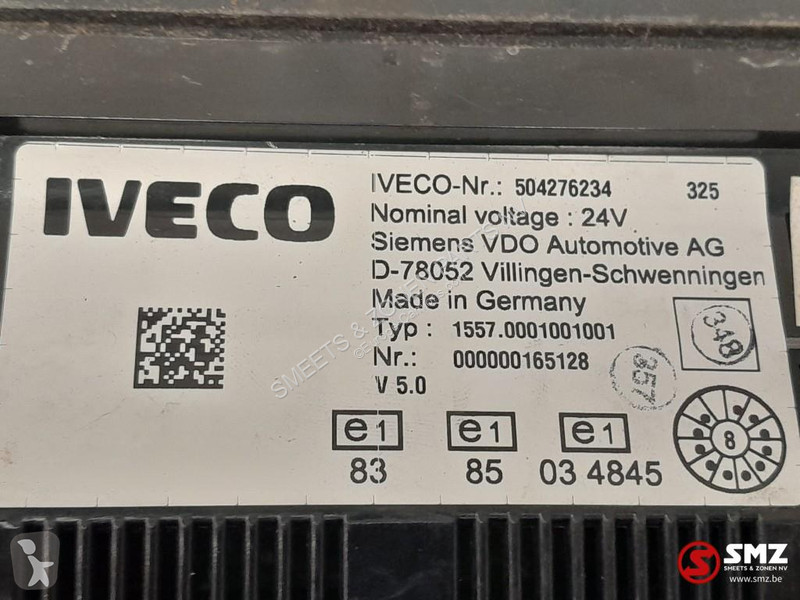 IVECO
IVECO-Nr.: 504276234 325
Nominal voltage : 24V
Siemens VDO Automotive AG
D-78052 Villingen-Schwenningen
Made in Germany
Typ : 1557.0001001001
Nr.: 000000165128
V 5.0
348
357
8
e1 e1 e1
83 85 03 4845
SMEETS & ZONEN
SMZ
SMEETS & ZONEN NV
smz.be